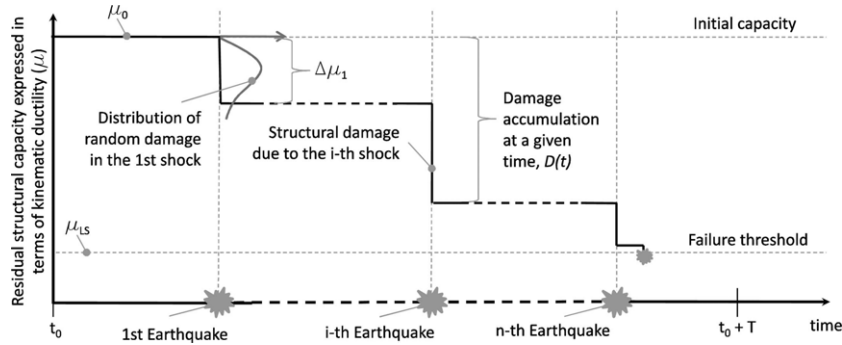 Residual structural capacity expressed in
terms of kinematic ductility (μ)
μ₀
Initial capacity
Δμ₁
Distribution of
random damage
in the 1st shock
Structural damage
due to the i-th shock
Damage
accumulation
at a given
time, D(t)
μLS
Failure threshold
t₀
1st Earthquake
i-th Earthquake
n-th Earthquake
t₀ + T
time